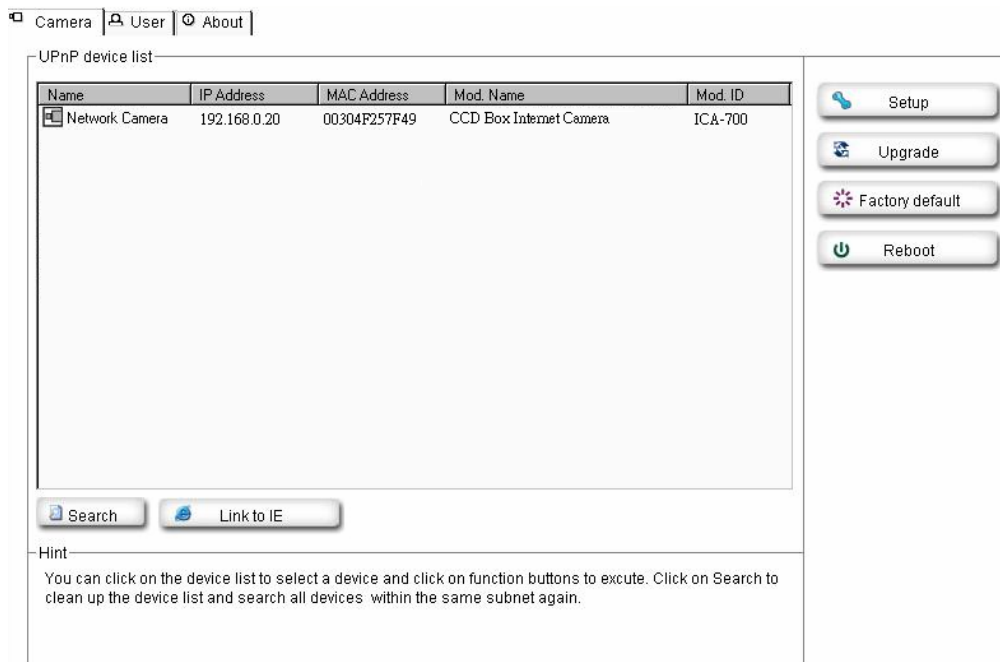 Camera User About
UPnP device list
Name IP Address MAC Address Mod. Name Mod. ID
Network Camera 192.168.0.20 00304F257F49 CCD Box Internet Camera ICA-700
Setup
Upgrade
Factory default
Reboot
Search Link to IE
Hint
You can click on the device list to select a device and click on function buttons to excute. Click on Search to
clean up the device list and search all devices within the same subnet again.